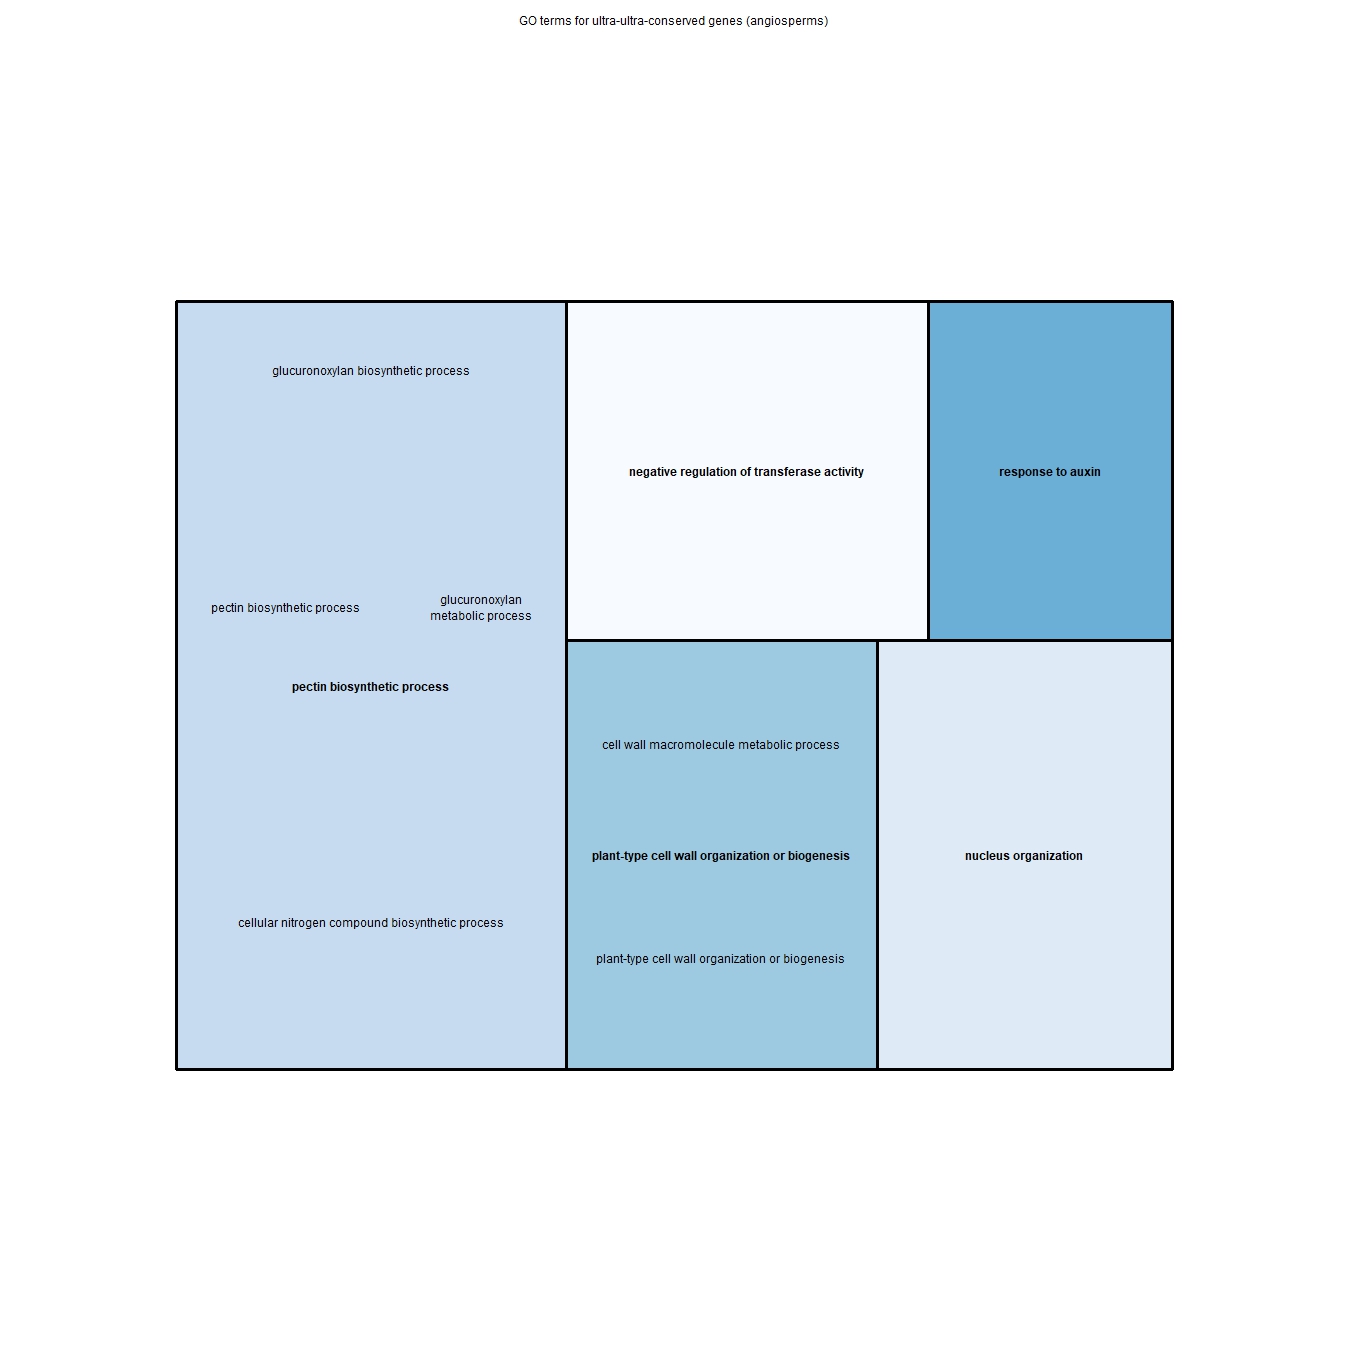 GO terms for ultra-ultra-conserved genes (angiosperms)
glucuronoxylan biosynthetic process
pectin biosynthetic process
glucuronoxylan
metabolic process
pectin biosynthetic process
cellular nitrogen compound biosynthetic process
negative regulation of transferase activity
response to auxin
cell wall macromolecule metabolic process
plant-type cell wall organization or biogenesis
plant-type cell wall organization or biogenesis
nucleus organization